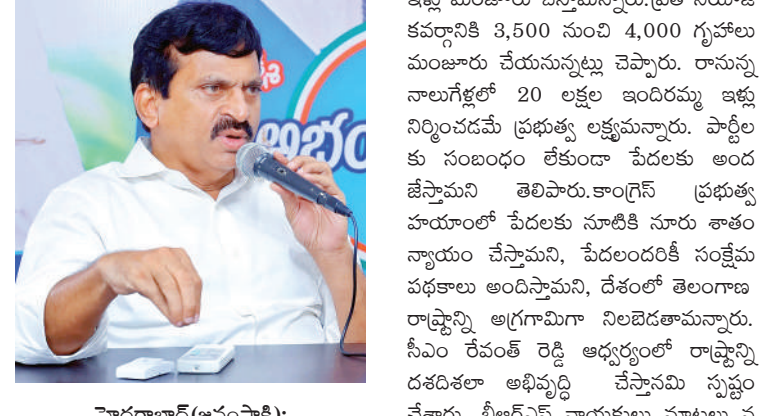 అభం
కవర్గానికి 3,500 నుంచి 4,000 గృహాలు
మంజూరు చేయనున్నట్లు చెప్పారు. రానున్న
నాలుగేళ్లలో 20 లక్షల ఇందిరమ్మ ఇళ్లు
నిర్మించడమే ప్రభుత్వ లక్ష్యమన్నారు. పార్టీల
కు సంబంధం లేకుండా పేదలకు అంద
జేస్తామని తెలిపారు.కాంగ్రెస్ ప్రభుత్వ
హయాంలో పేదలకు నూటికి నూరు శాతం
న్యాయం చేస్తామని, పేదలందరికీ సంక్షేమ
పథకాలు అందిస్తామని, దేశంలో తెలంగాణ
రాష్ట్రాన్ని అగ్రగామిగా నిలబెడతామన్నారు.
సీఎం రేవంత్ రెడ్డి ఆధ్వర్యంలో రాష్ట్రాన్ని
దశదిశలా అభివృద్ధి చేస్తానమి స్పష్టం